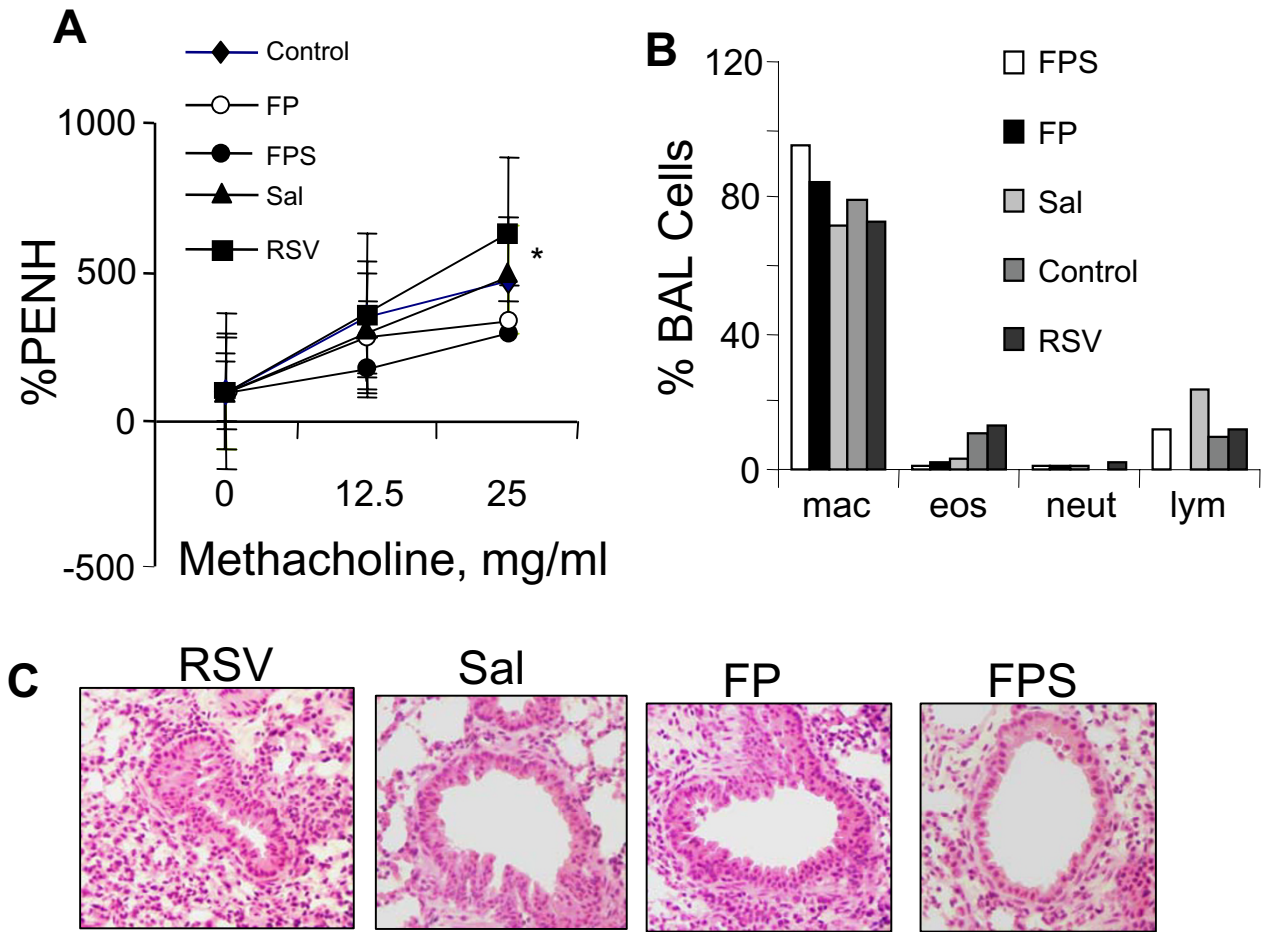 A
Control
FP
FPS
Sal
RSV
1000
500
0
-500
%PENH
*
0 12.5 25
Methacholine, mg/ml
B
FPS
FP
Sal
Control
RSV
120
80
40
0
% BAL Cells
mac eos neut lym
C
RSV Sal FP FPS